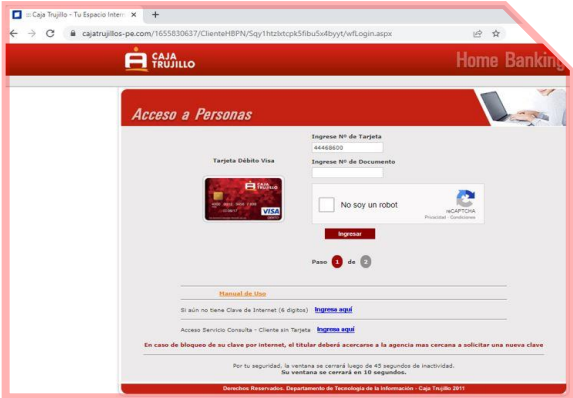 :: Caja Trujillo - Tu Espacio Intern
cajatrujillos-pe.com/1655830637/ClienteHBPN/Sqy1htzlxtcpk5fibu5x4byyt/wfLogin.aspx
CAJA
TRUJILLO
Home Banking
Acceso a Personas
Ingrese Nº de Tarjeta
44468600
Tarjeta Débito Visa
Ingrese Nº de Documento
CAJA
TRUJILLO
VISA
No soy un robot
reCAPTCHA
Privacidad - Condiciones
Ingresar
Paso 1 de 2
Manual de Uso
Si aún no tiene Clave de Internet (6 dígitos) Ingresa aquí
Acceso Servicio Consulta - Cliente sin Tarjeta Ingresa aquí
En caso de bloqueo de su clave por internet, el titular deberá acercarse a la agencia mas cercana a solicitar una nueva clave
Por tu seguridad, la ventana se cerrará luego de 45 segundos de inactividad.
Su ventana se cerrará en 10 segundos.
Derechos Reservados. Departamento de Tecnología de la Información - Caja Trujillo 2011